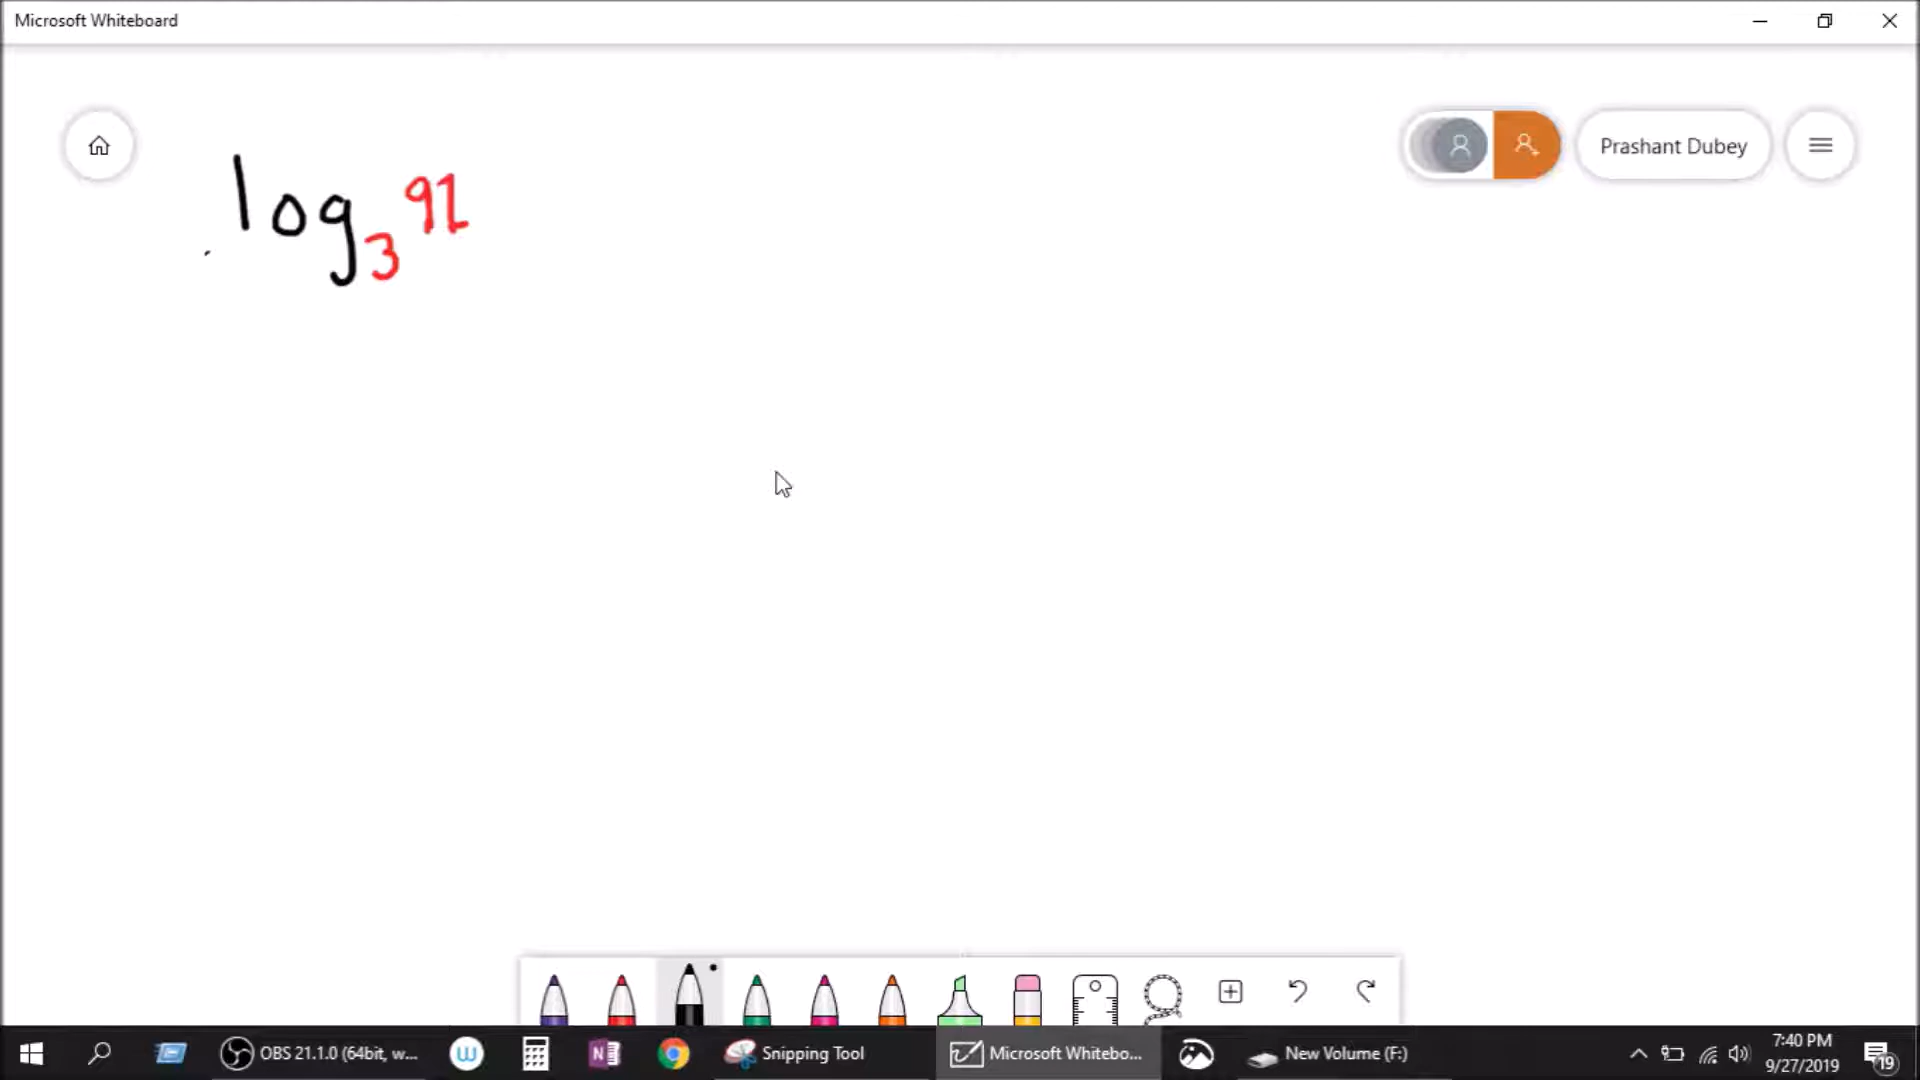 Microsoft Whiteboard
Prashant Dubey
log₃ 91
OBS 21.1.0 (64bit, w...
Snipping Tool
Microsoft Whitebo...
New Volume (F:)
7:40 PM
9/27/2019
19